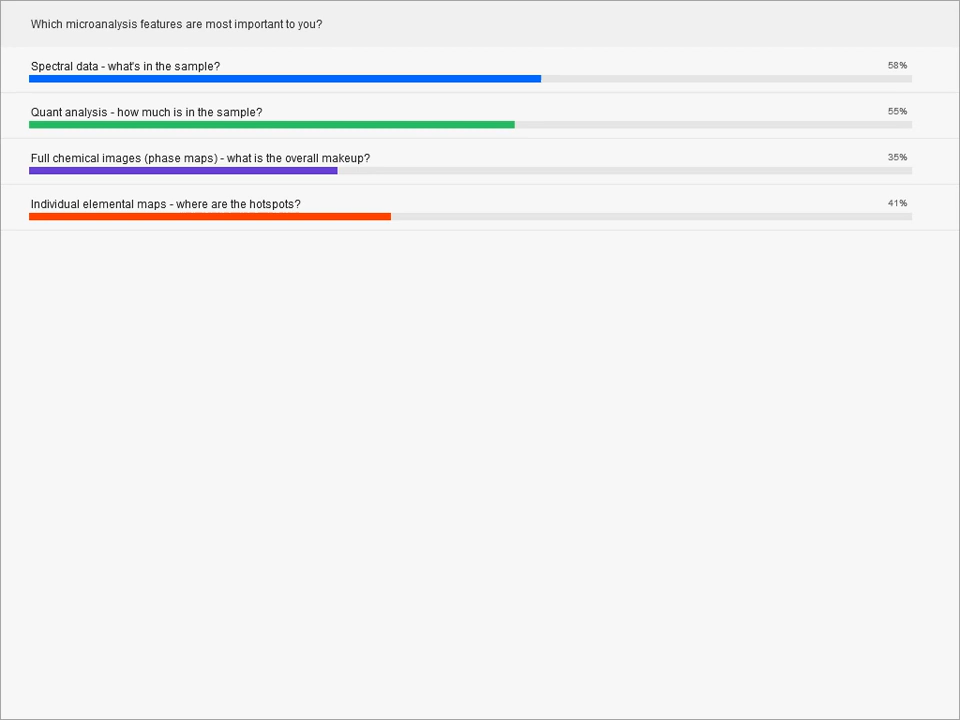 Which microanalysis features are most important to you?
Spectral data - what's in the sample? 58%
Quant analysis - how much is in the sample? 55%
Full chemical images (phase maps) - what is the overall makeup? 35%
Individual elemental maps - where are the hotspots? 41%